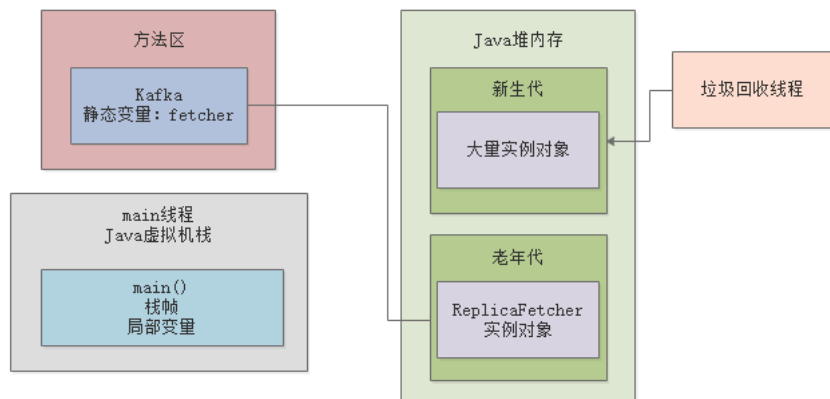 方法区
Kafka
静态变量：fetcher
main线程
Java虚拟机栈
main()
栈帧
局部变量
Java堆内存
新生代
大量实例对象
老年代
ReplicaFetcher
实例对象
垃圾回收线程